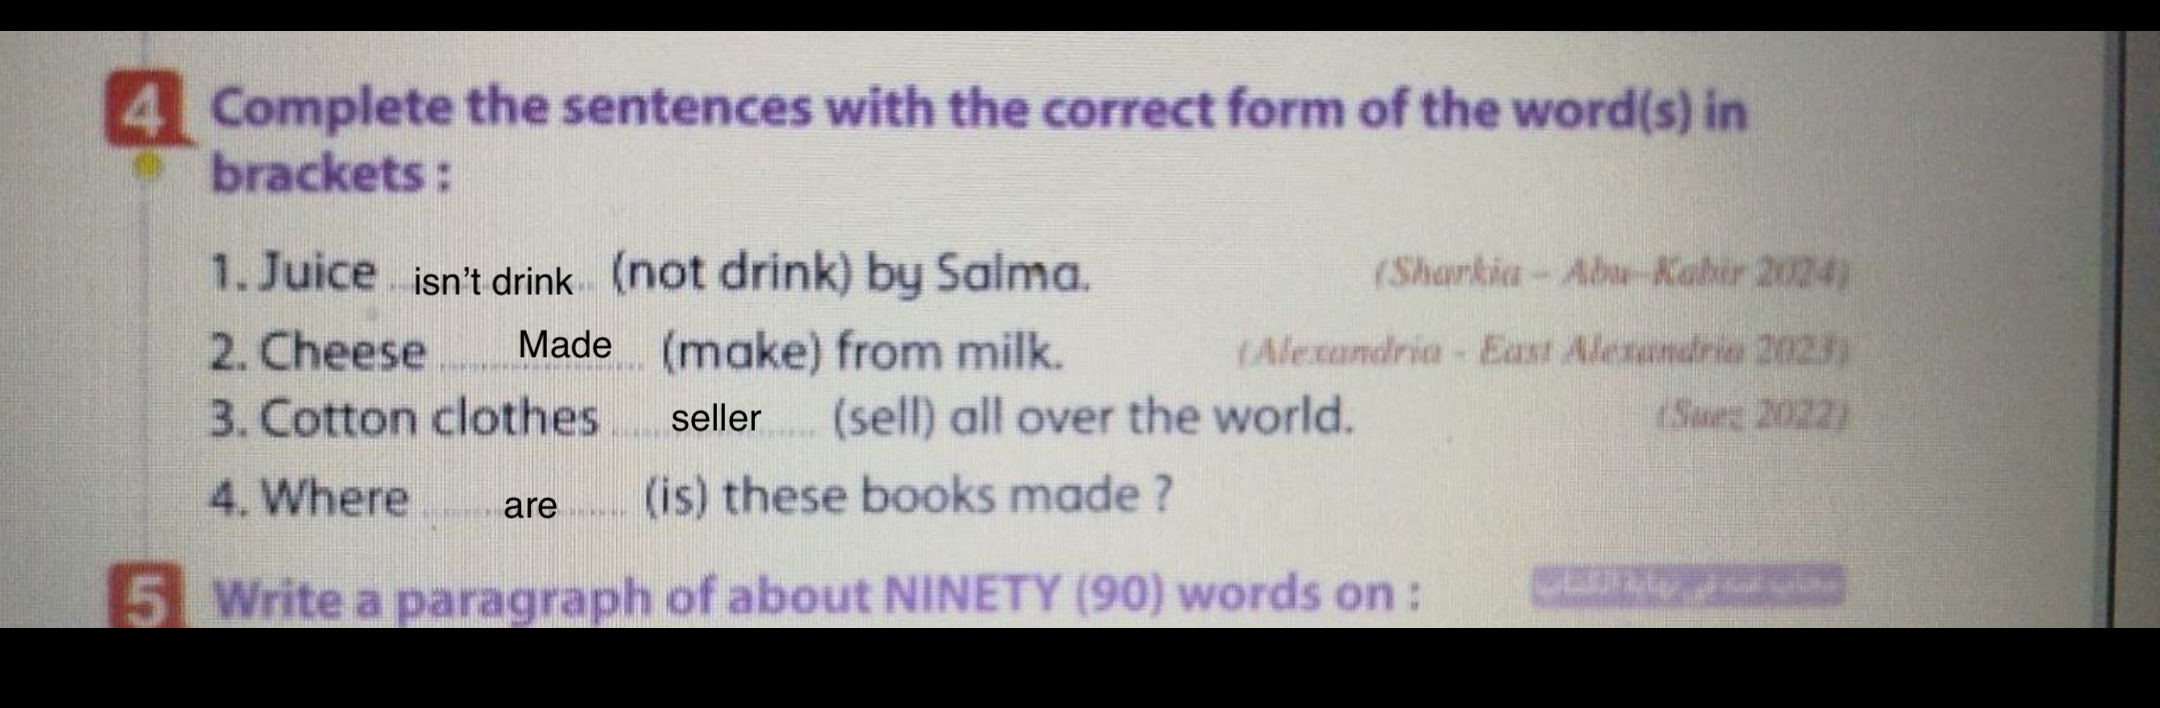 4 Complete the sentences with the correct form of the word(s) in
brackets :
1. Juice isn't drink (not drink) by Salma. (Sharkia - Abu-Kabir 2024)
2. Cheese Made (make) from milk. (Alexandria - East Alexandria 2023)
3. Cotton clothes seller (sell) all over the world. (Suez 2022)
4. Where are (is) these books made ?
5 Write a paragraph of about NINETY (90) words on :